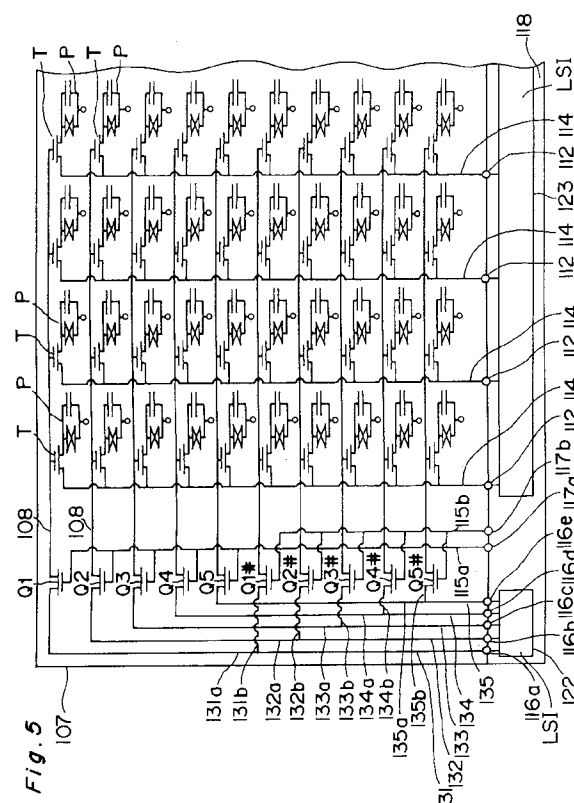 Fig. 5
107
108
108
T
P
T
P
T
P
T
P
Q1
Q2
Q3
Q4
Q5
Q1#
Q2#
Q3#
Q4#
Q5#
115a
115b
131a
131b
132a
132b
133a
133b
134a
134b
135a
135b
135
134
133
132
31
122
LSI
116a
116b
116c
116d
116e
117a
117b
112
114
112
114
112
114
112
114
123
LSI
118